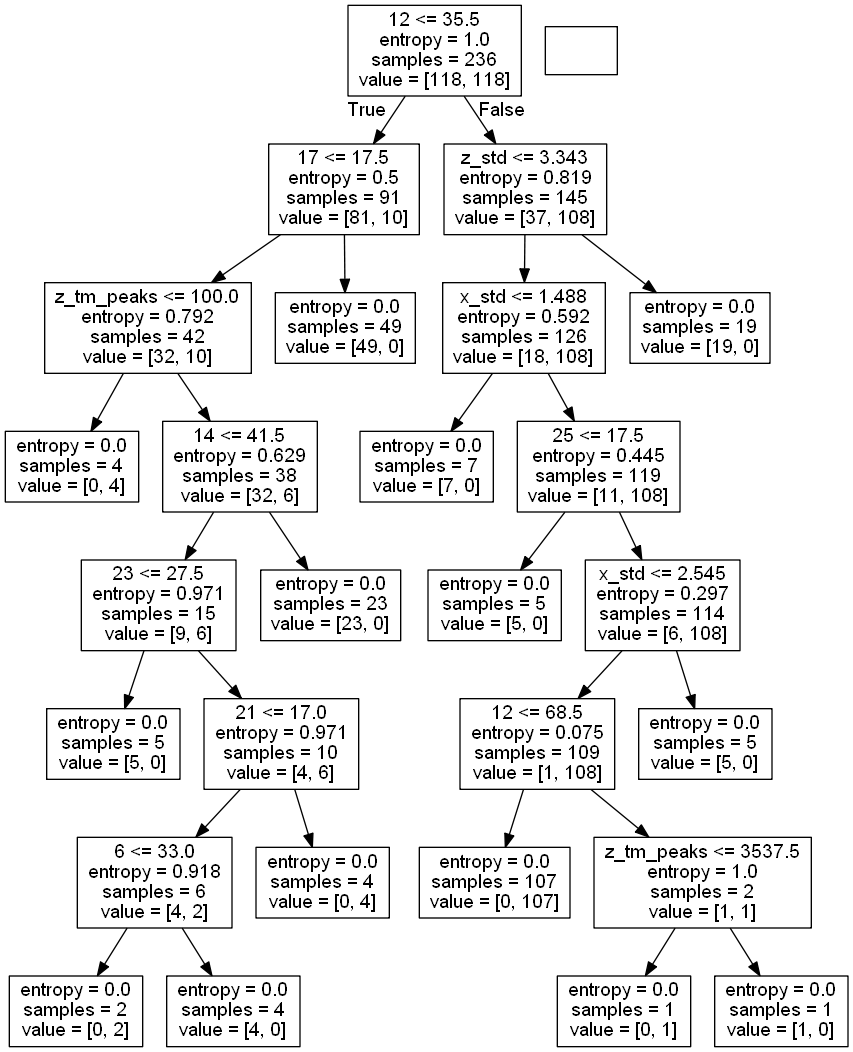 12 <= 35.5
entropy = 1.0
samples = 236
value = [118, 118]
True
False
17 <= 17.5
entropy = 0.5
samples = 91
value = [81, 10]
z_std <= 3.343
entropy = 0.819
samples = 145
value = [37, 108]
z_tm_peaks <= 100.0
entropy = 0.792
samples = 42
value = [32, 10]
entropy = 0.0
samples = 49
value = [49, 0]
x_std <= 1.488
entropy = 0.592
samples = 126
value = [18, 108]
entropy = 0.0
samples = 19
value = [19, 0]
entropy = 0.0
samples = 4
value = [0, 4]
14 <= 41.5
entropy = 0.629
samples = 38
value = [32, 6]
entropy = 0.0
samples = 7
value = [7, 0]
25 <= 17.5
entropy = 0.445
samples = 119
value = [11, 108]
23 <= 27.5
entropy = 0.971
samples = 15
value = [9, 6]
entropy = 0.0
samples = 23
value = [23, 0]
entropy = 0.0
samples = 5
value = [5, 0]
x_std <= 2.545
entropy = 0.297
samples = 114
value = [6, 108]
entropy = 0.0
samples = 5
value = [5, 0]
21 <= 17.0
entropy = 0.971
samples = 10
value = [4, 6]
12 <= 68.5
entropy = 0.075
samples = 109
value = [1, 108]
entropy = 0.0
samples = 5
value = [5, 0]
6 <= 33.0
entropy = 0.918
samples = 6
value = [4, 2]
entropy = 0.0
samples = 4
value = [0, 4]
entropy = 0.0
samples = 107
value = [0, 107]
z_tm_peaks <= 3537.5
entropy = 1.0
samples = 2
value = [1, 1]
entropy = 0.0
samples = 2
value = [0, 2]
entropy = 0.0
samples = 4
value = [4, 0]
entropy = 0.0
samples = 1
value = [0, 1]
entropy = 0.0
samples = 1
value = [1, 0]